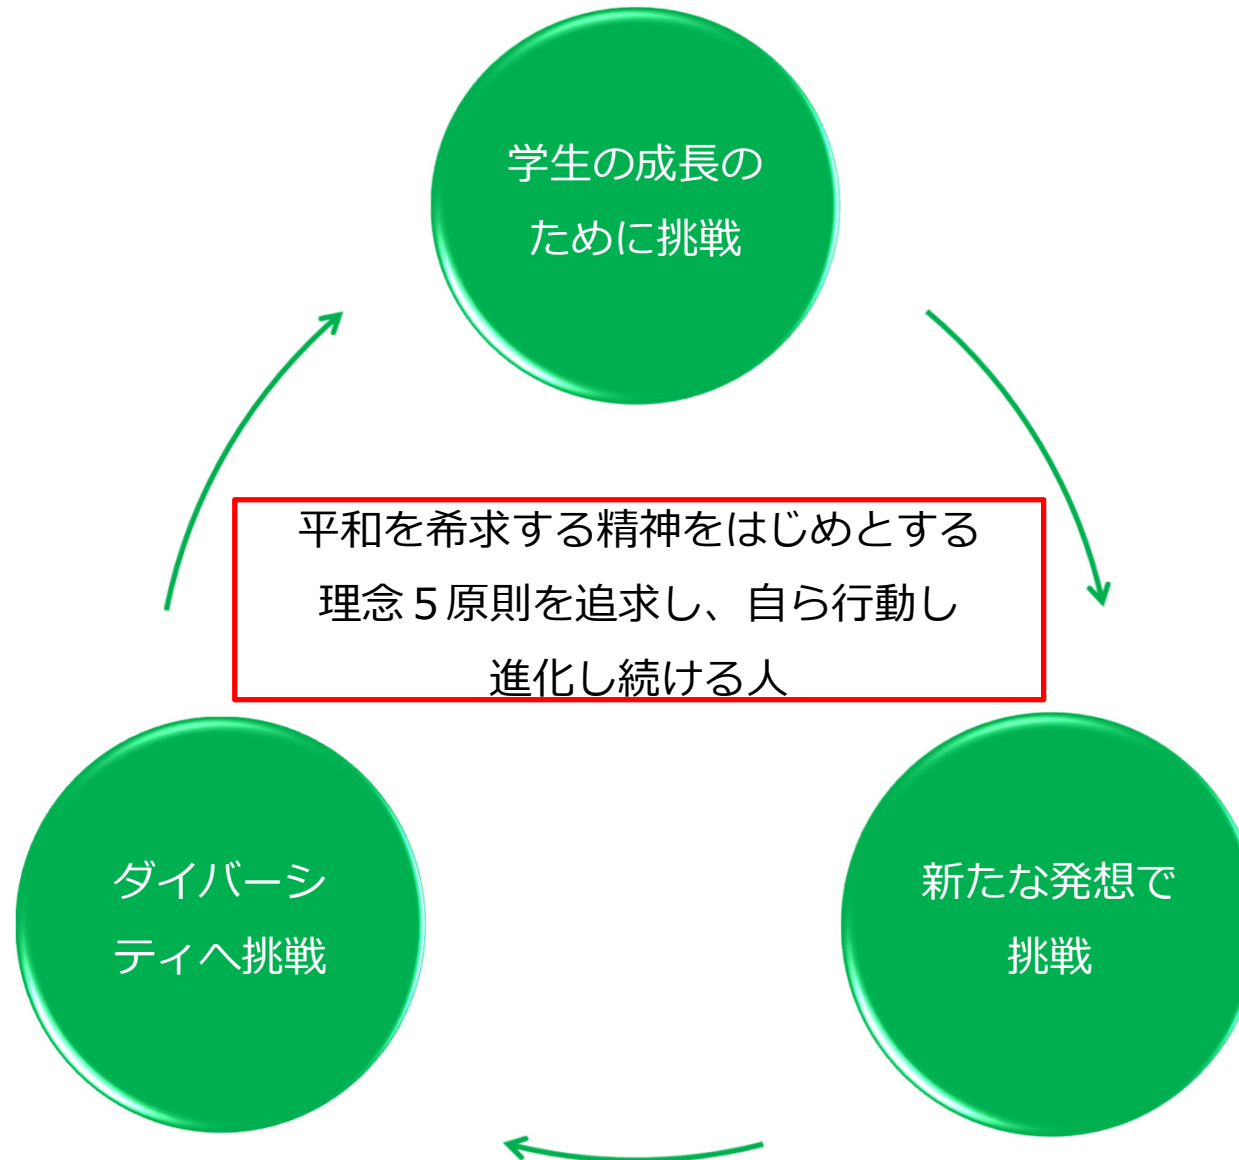 学生の成長の
ために挑戦
平和を希求する精神をはじめとする
理念５原則を追求し、自ら行動し
進化し続ける人
ダイバーシ
ティへ挑戦
新たな発想で
挑戦